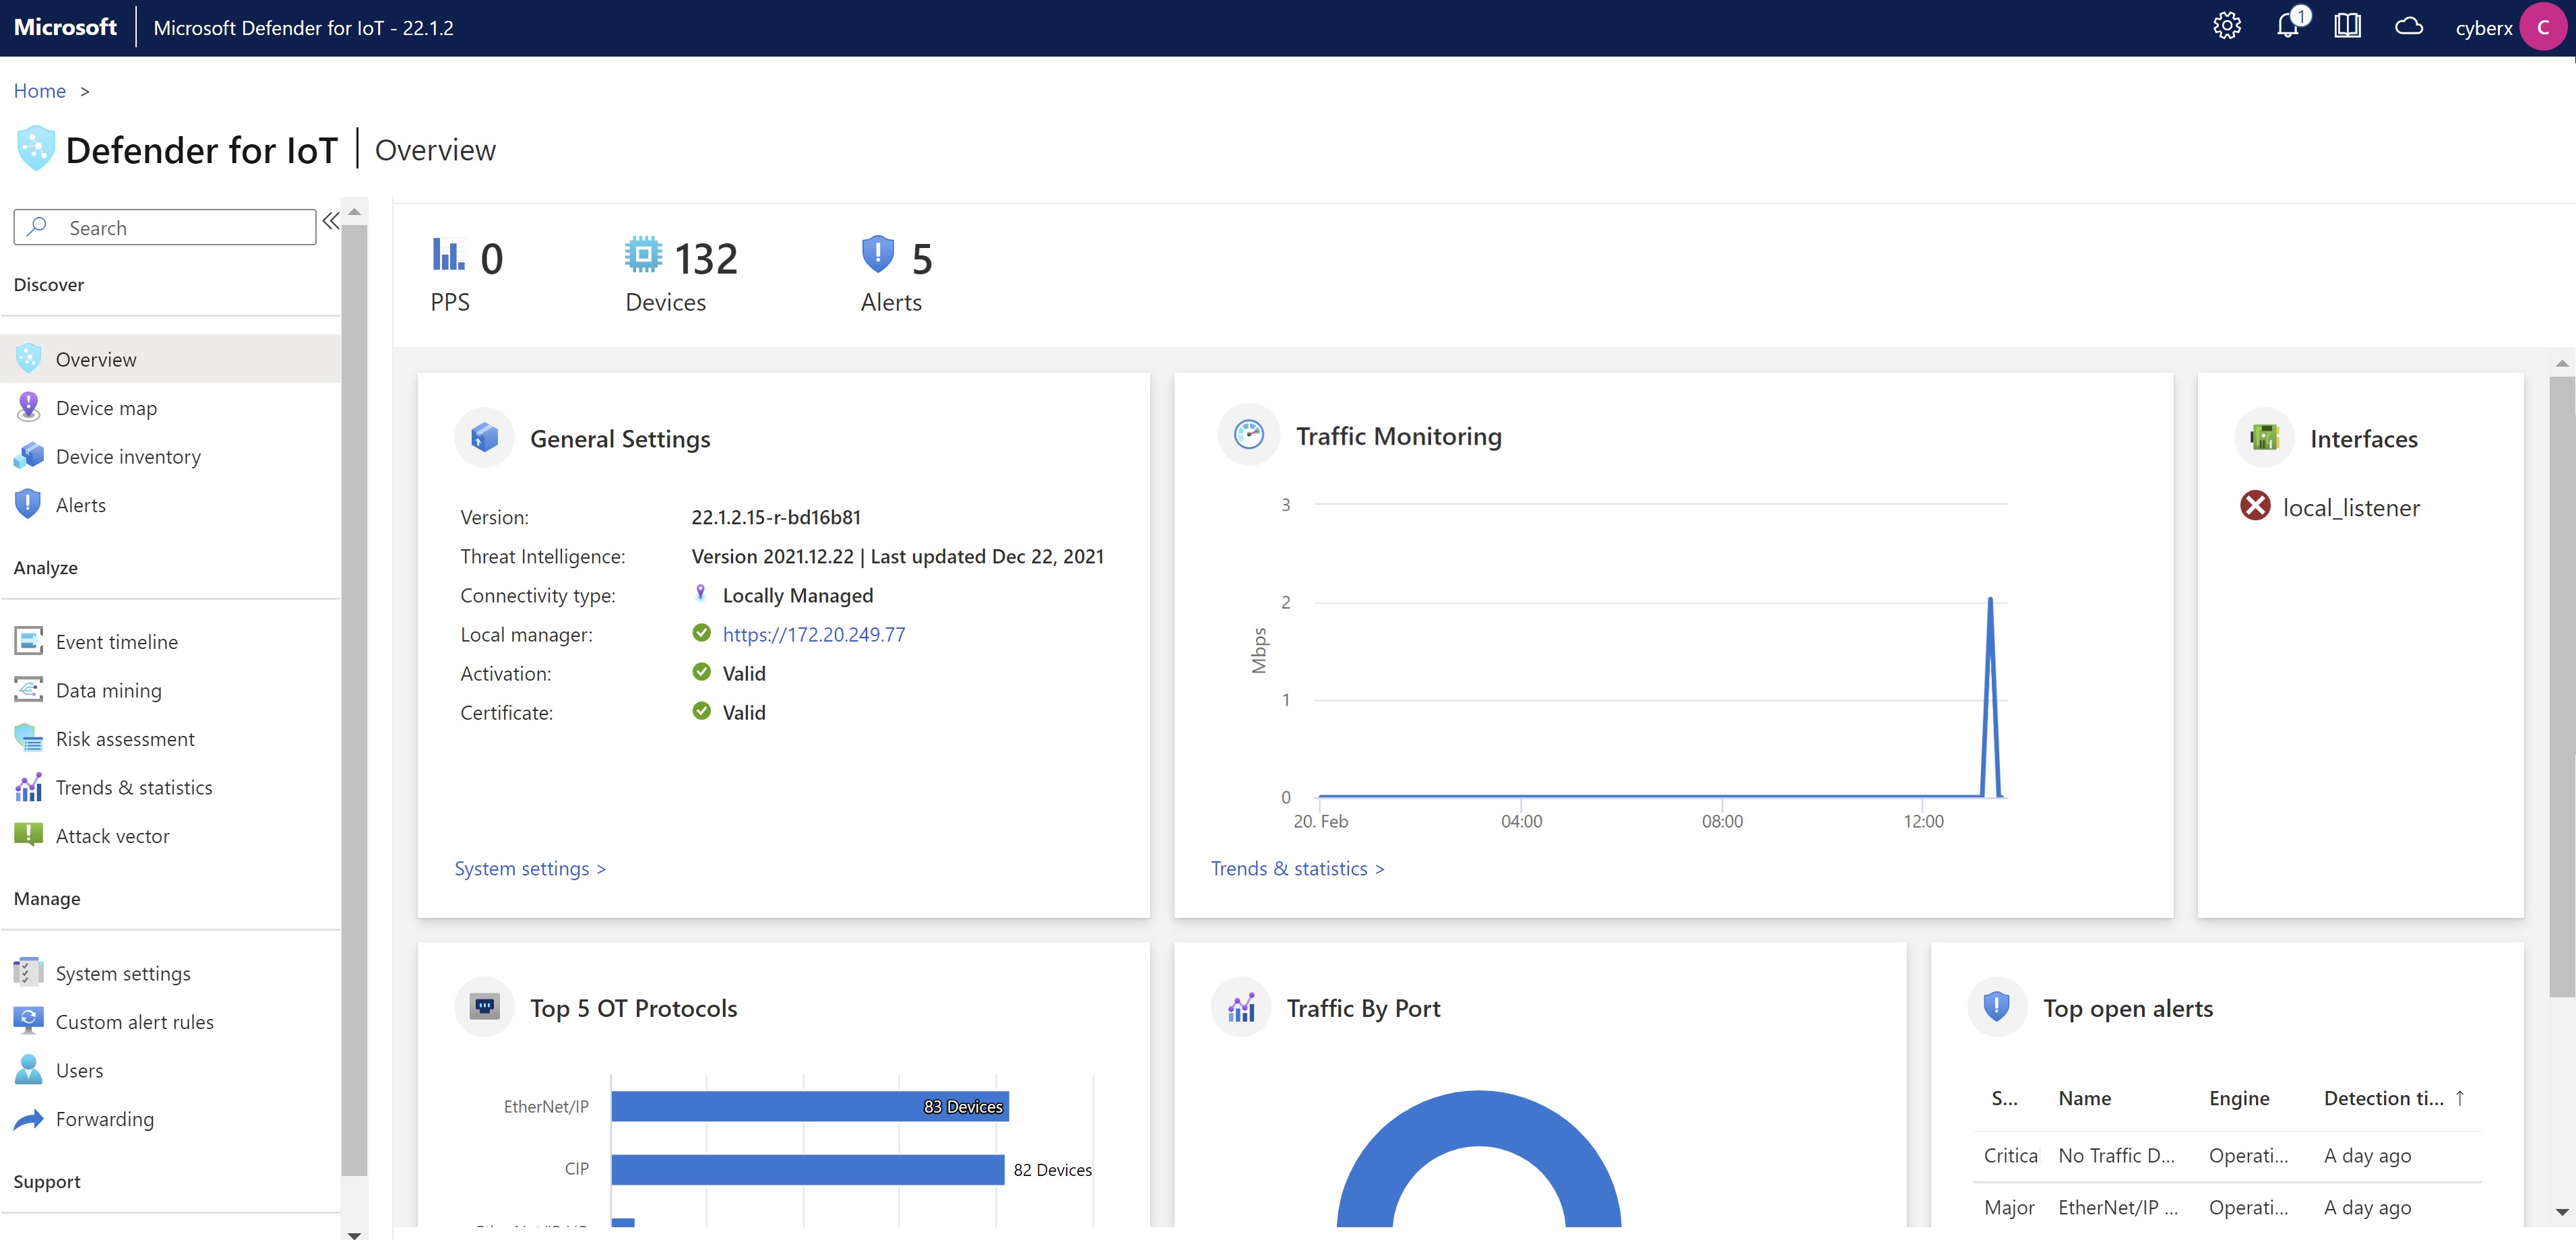 Microsoft
Microsoft Defender for IoT - 22.1.2
1
cyberx
C
Home >
Defender for IoT
Overview
Search
Discover
Overview
Device map
Device inventory
Alerts
Analyze
Event timeline
Data mining
Risk assessment
Trends & statistics
Attack vector
Manage
System settings
Custom alert rules
Users
Forwarding
Support
0
PPS
132
Devices
5
Alerts
General Settings
Version: 22.1.2.15-r-bd16b81
Threat Intelligence: Version 2021.12.22 | Last updated Dec 22, 2021
Connectivity type: Locally Managed
Local manager: https://172.20.249.77
Activation: Valid
Certificate: Valid
System settings >
Traffic Monitoring
3
2
1
0
Mbps
20. Feb 04:00 08:00 12:00
Trends & statistics >
Interfaces
local_listener
Top 5 OT Protocols
EtherNet/IP 83 Devices
CIP 82 Devices
Traffic By Port
Top open alerts
S... Name Engine Detection ti... ↑
Critica No Traffic D... Operati... A day ago
Major EtherNet/IP ... Operati... A day ago